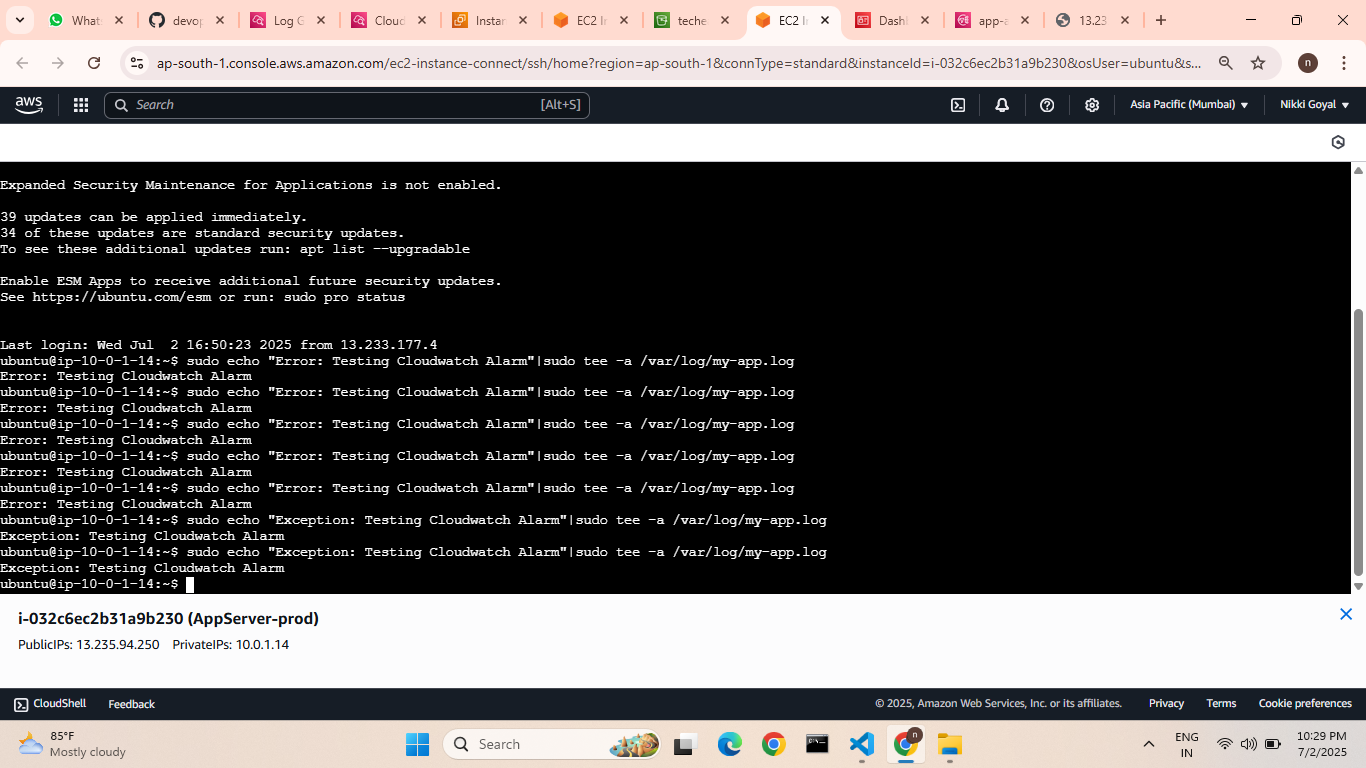 Whats
devop
Log G
Cloud
Instan
EC2 In
teche
EC2 In
Dashl
app-a
13.23
ap-south-1.console.aws.amazon.com/ec2-instance-connect/ssh/home?region=ap-south-1&connType=standard&instanceId=i-032c6ec2b31a9b230&osUser=ubuntu&s...
n
aws
Search [Alt+S]
Asia Pacific (Mumbai)
Nikki Goyal
Expanded Security Maintenance for Applications is not enabled.
39 updates can be applied immediately.
34 of these updates are standard security updates.
To see these additional updates run: apt list --upgradable
Enable ESM Apps to receive additional future security updates.
See https://ubuntu.com/esm or run: sudo pro status
Last login: Wed Jul  2 16:50:23 2025 from 13.233.177.4
ubuntu@ip-10-0-1-14:~$ sudo echo "Error: Testing Cloudwatch Alarm"|sudo tee -a /var/log/my-app.log
Error: Testing Cloudwatch Alarm
ubuntu@ip-10-0-1-14:~$ sudo echo "Error: Testing Cloudwatch Alarm"|sudo tee -a /var/log/my-app.log
Error: Testing Cloudwatch Alarm
ubuntu@ip-10-0-1-14:~$ sudo echo "Error: Testing Cloudwatch Alarm"|sudo tee -a /var/log/my-app.log
Error: Testing Cloudwatch Alarm
ubuntu@ip-10-0-1-14:~$ sudo echo "Error: Testing Cloudwatch Alarm"|sudo tee -a /var/log/my-app.log
Error: Testing Cloudwatch Alarm
ubuntu@ip-10-0-1-14:~$ sudo echo "Error: Testing Cloudwatch Alarm"|sudo tee -a /var/log/my-app.log
Error: Testing Cloudwatch Alarm
ubuntu@ip-10-0-1-14:~$ sudo echo "Exception: Testing Cloudwatch Alarm"|sudo tee -a /var/log/my-app.log
Exception: Testing Cloudwatch Alarm
ubuntu@ip-10-0-1-14:~$ sudo echo "Exception: Testing Cloudwatch Alarm"|sudo tee -a /var/log/my-app.log
Exception: Testing Cloudwatch Alarm
ubuntu@ip-10-0-1-14:~$
i-032c6ec2b31a9b230 (AppServer-prod)
PublicIPs: 13.235.94.250 PrivateIPs: 10.0.1.14
CloudShell Feedback
© 2025, Amazon Web Services, Inc. or its affiliates. Privacy Terms Cookie preferences
85°F
Mostly cloudy
Search
n
ENG
IN
10:29 PM
7/2/2025